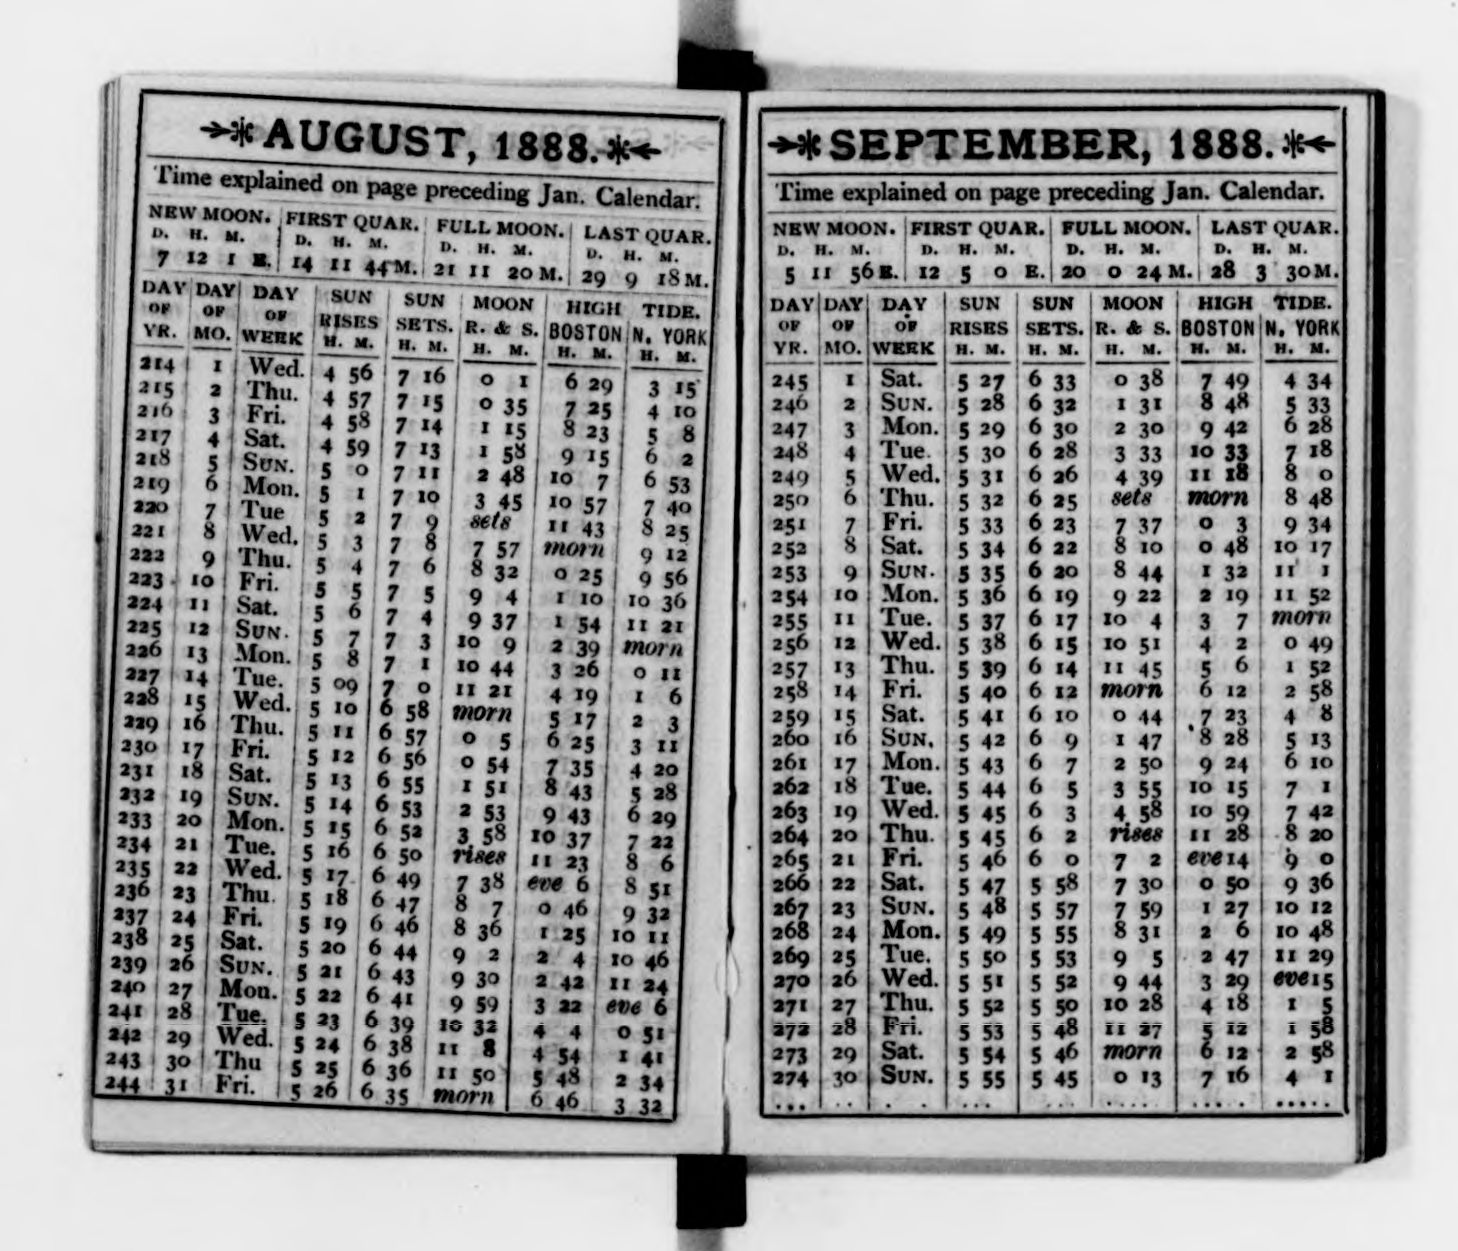 AUGUST, 1888.
Time explained on page preceding Jan. Calendar.
NEW MOON. FIRST QUAR. FULL MOON. LAST QUAR.
D. H. M. D. H. M. D. H. M. D. H. M.
7 12 1 E. 14 11 44 M. 21 11 20 M. 29 9 18 M.
DAY DAY DAY SUN SUN MOON HIGH TIDE.
OF OF OF RISES SETS. R. & S. BOSTON N. YORK
YR. MO. WEEK H. M. H. M. H. M. H. M. H. M.
214 1 Wed. 4 56 7 16 0 1 6 29 3 15
215 2 Thu. 4 57 7 15 0 35 7 25 4 10
216 3 Fri. 4 58 7 14 1 15 8 23 5 8
217 4 Sat. 4 59 7 13 1 58 9 15 6 2
218 5 SUN. 5 0 7 11 2 48 10 7 6 53
219 6 Mon. 5 1 7 10 3 45 10 57 7 40
220 7 Tue 5 2 7 9 sets 11 43 8 25
221 8 Wed. 5 3 7 8 7 57 morn 9 12
222 9 Thu. 5 4 7 6 8 32 0 25 9 56
223 10 Fri. 5 5 7 5 9 4 1 10 10 36
224 11 Sat. 5 6 7 4 9 37 1 54 11 21
225 12 SUN. 5 7 7 3 10 9 2 39 morn
226 13 Mon. 5 8 7 1 10 44 3 26 0 11
227 14 Tue. 5 09 7 0 11 21 4 19 1 6
228 15 Wed. 5 10 6 58 morn 5 17 2 3
229 16 Thu. 5 11 6 57 0 5 6 25 3 11
230 17 Fri. 5 12 6 56 0 54 7 35 4 20
231 18 Sat. 5 13 6 55 1 51 8 43 5 28
232 19 SUN. 5 14 6 53 2 53 9 43 6 29
233 20 Mon. 5 15 6 52 3 58 10 37 7 22
234 21 Tue. 5 16 6 50 rises 11 23 8 6
235 22 Wed. 5 17 6 49 7 38 eve 6 8 51
236 23 Thu. 5 18 6 47 8 7 0 46 9 32
237 24 Fri. 5 19 6 46 8 36 1 25 10 11
238 25 Sat. 5 20 6 44 9 2 2 4 10 46
239 26 SUN. 5 21 6 43 9 30 2 42 11 24
240 27 Mon. 5 22 6 41 9 59 3 22 eve 6
241 28 Tue. 5 23 6 39 10 32 4 4 0 51
242 29 Wed. 5 24 6 38 11 8 4 54 1 41
243 30 Thu 5 25 6 36 11 50 5 48 2 34
244 31 Fri. 5 26 6 35 morn 6 46 3 32
SEPTEMBER, 1888.
Time explained on page preceding Jan. Calendar.
NEW MOON. FIRST QUAR. FULL MOON. LAST QUAR.
D. H. M. D. H. M. D. H. M. D. H. M.
5 11 56 E. 12 5 0 E. 20 0 24 M. 28 3 30 M.
DAY DAY DAY SUN SUN MOON HIGH TIDE.
OF OF OF RISES SETS. R. & S. BOSTON N. YORK
YR. MO. WEEK H. M. H. M. H. M. H. M. H. M.
245 1 Sat. 5 27 6 33 0 38 7 49 4 34
246 2 SUN. 5 28 6 32 1 31 8 48 5 33
247 3 Mon. 5 29 6 30 2 30 9 42 6 28
248 4 Tue. 5 30 6 28 3 33 10 33 7 18
249 5 Wed. 5 31 6 26 4 39 11 18 8 0
250 6 Thu. 5 32 6 25 sets morn 8 48
251 7 Fri. 5 33 6 23 7 37 0 3 9 34
252 8 Sat. 5 34 6 22 8 10 0 48 10 17
253 9 SUN. 5 35 6 20 8 44 1 32 11 1
254 10 Mon. 5 36 6 19 9 22 2 19 11 52
255 11 Tue. 5 37 6 17 10 4 3 7 morn
256 12 Wed. 5 38 6 15 10 51 4 2 0 49
257 13 Thu. 5 39 6 14 11 45 5 6 1 52
258 14 Fri. 5 40 6 12 morn 6 12 2 58
259 15 Sat. 5 41 6 10 0 44 7 23 4 8
260 16 SUN. 5 42 6 9 1 47 8 28 5 13
261 17 Mon. 5 43 6 7 2 50 9 24 6 10
262 18 Tue. 5 44 6 5 3 55 10 15 7 1
263 19 Wed. 5 45 6 3 4 58 10 59 7 42
264 20 Thu. 5 45 6 2 rises 11 28 8 20
265 21 Fri. 5 46 6 0 7 2 eve 14 9 0
266 22 Sat. 5 47 5 58 7 30 0 50 9 36
267 23 SUN. 5 48 5 57 7 59 1 27 10 12
268 24 Mon. 5 49 5 55 8 31 2 6 10 48
269 25 Tue. 5 50 5 53 9 5 2 47 11 29
270 26 Wed. 5 51 5 52 9 44 3 29 eve 15
271 27 Thu. 5 52 5 50 10 28 4 18 1 5
272 28 Fri. 5 53 5 48 11 27 5 12 1 58
273 29 Sat. 5 54 5 46 morn 6 12 2 58
274 30 SUN. 5 55 5 45 0 13 7 16 4 1